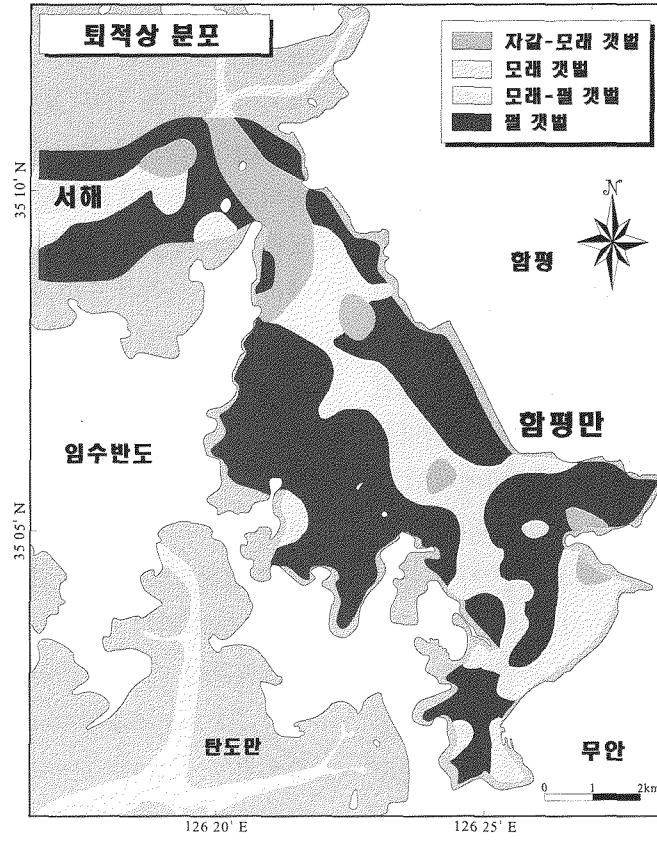 퇴적상 분포
자갈-모래 갯벌
모래 갯벌
모래-펄 갯벌
펄 갯벌
N
35 10' N
서해
함평
함평만
임수반도
35 05' N
탄도만
무안
0 1 2km
126 20' E
126 25' E